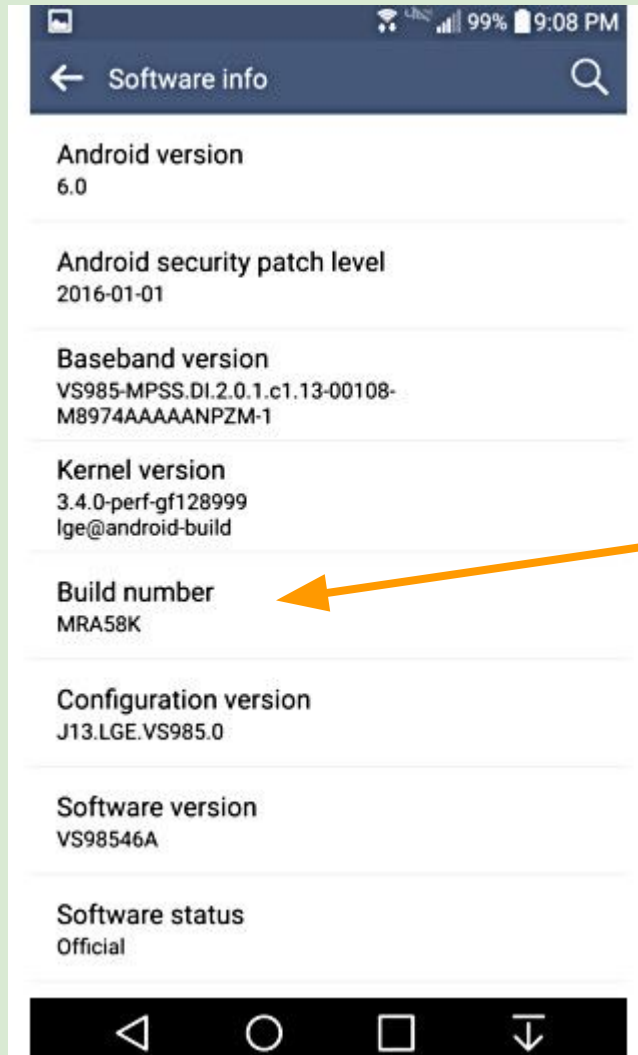 99% 9:08 PM
Software info
Android version
6.0
Android security patch level
2016-01-01
Baseband version
VS985-MPSS.DI.2.0.1.c1.13-00108-
M8974AAAAANPZM-1
Kernel version
3.4.0-perf-gf128999
lge@android-build
Build number
MRA58K
Configuration version
J13.LGE.VS985.0
Software version
VS98546A
Software status
Official